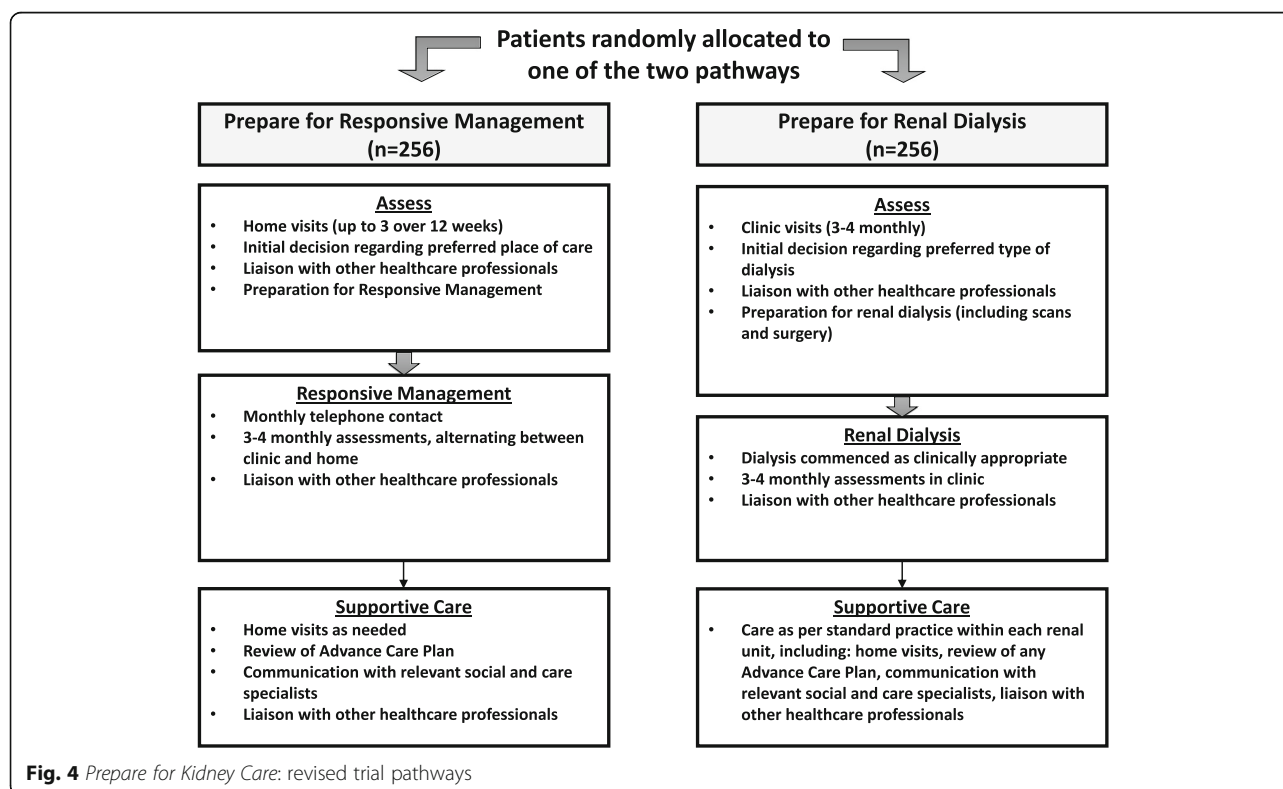 Patients randomly allocated to
one of the two pathways
Prepare for Responsive Management
(n=256)
Assess
• Home visits (up to 3 over 12 weeks)
• Initial decision regarding preferred place of care
• Liaison with other healthcare professionals
• Preparation for Responsive Management
Responsive Management
• Monthly telephone contact
• 3-4 monthly assessments, alternating between
clinic and home
• Liaison with other healthcare professionals
Supportive Care
• Home visits as needed
• Review of Advance Care Plan
• Communication with relevant social and care
specialists
• Liaison with other healthcare professionals
Prepare for Renal Dialysis
(n=256)
Assess
• Clinic visits (3-4 monthly)
• Initial decision regarding preferred type of
dialysis
• Liaison with other healthcare professionals
• Preparation for renal dialysis (including scans
and surgery)
Renal Dialysis
• Dialysis commenced as clinically appropriate
• 3-4 monthly assessments in clinic
• Liaison with other healthcare professionals
Supportive Care
• Care as per standard practice within each renal
unit, including: home visits, review of any
Advance Care Plan, communication with
relevant social and care specialists, liaison with
other healthcare professionals
Fig. 4 Prepare for Kidney Care: revised trial pathways